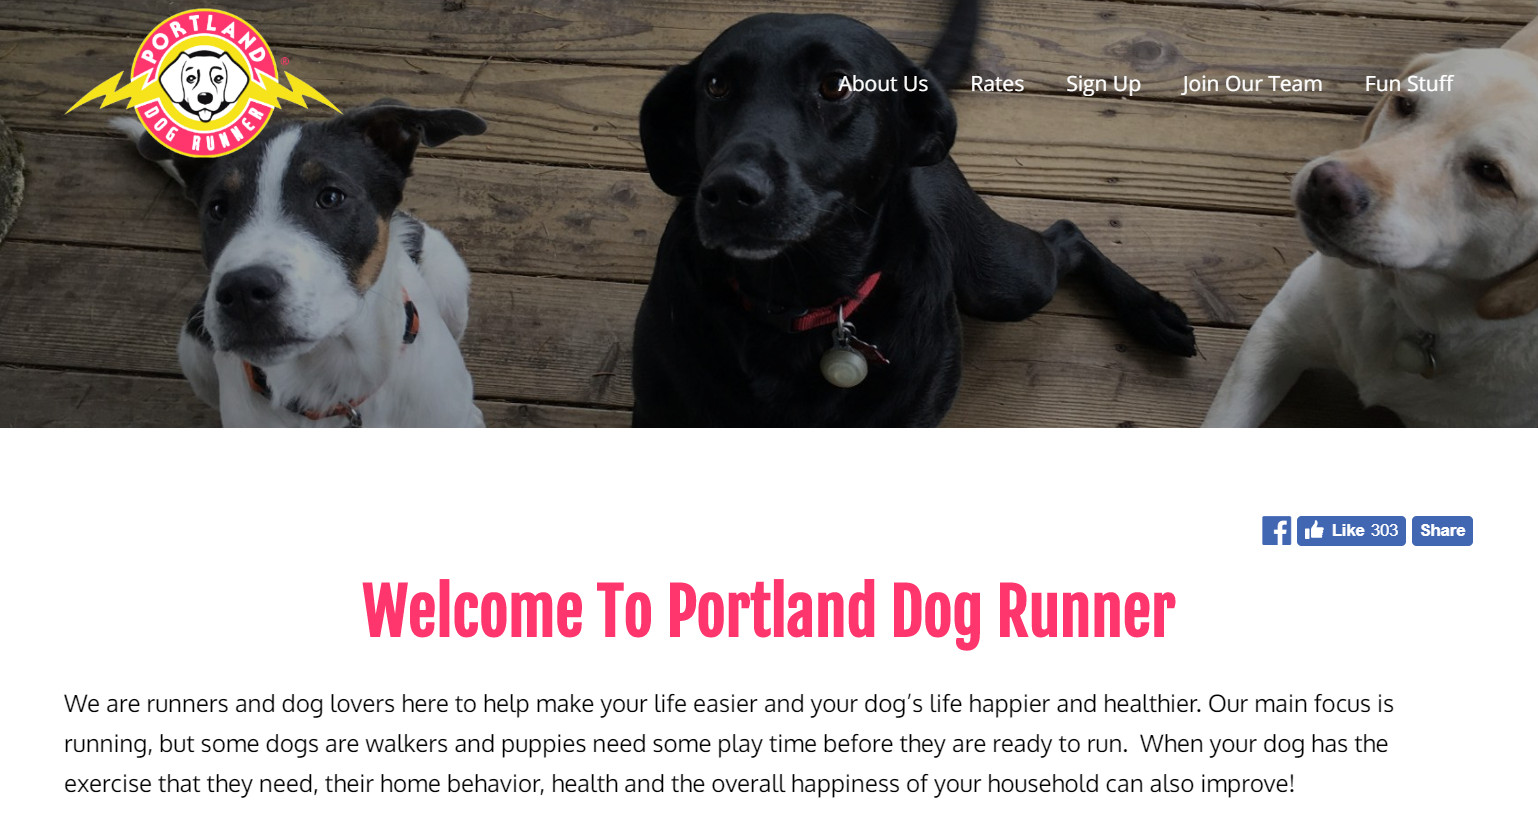 PORTLAND
DOG RUNNER
®
About Us
Rates
Sign Up
Join Our Team
Fun Stuff
Like 303
Share
Welcome To Portland Dog Runner
We are runners and dog lovers here to help make your life easier and your dog’s life happier and healthier. Our main focus is
running, but some dogs are walkers and puppies need some play time before they are ready to run.  When your dog has the
exercise that they need, their home behavior, health and the overall happiness of your household can also improve!